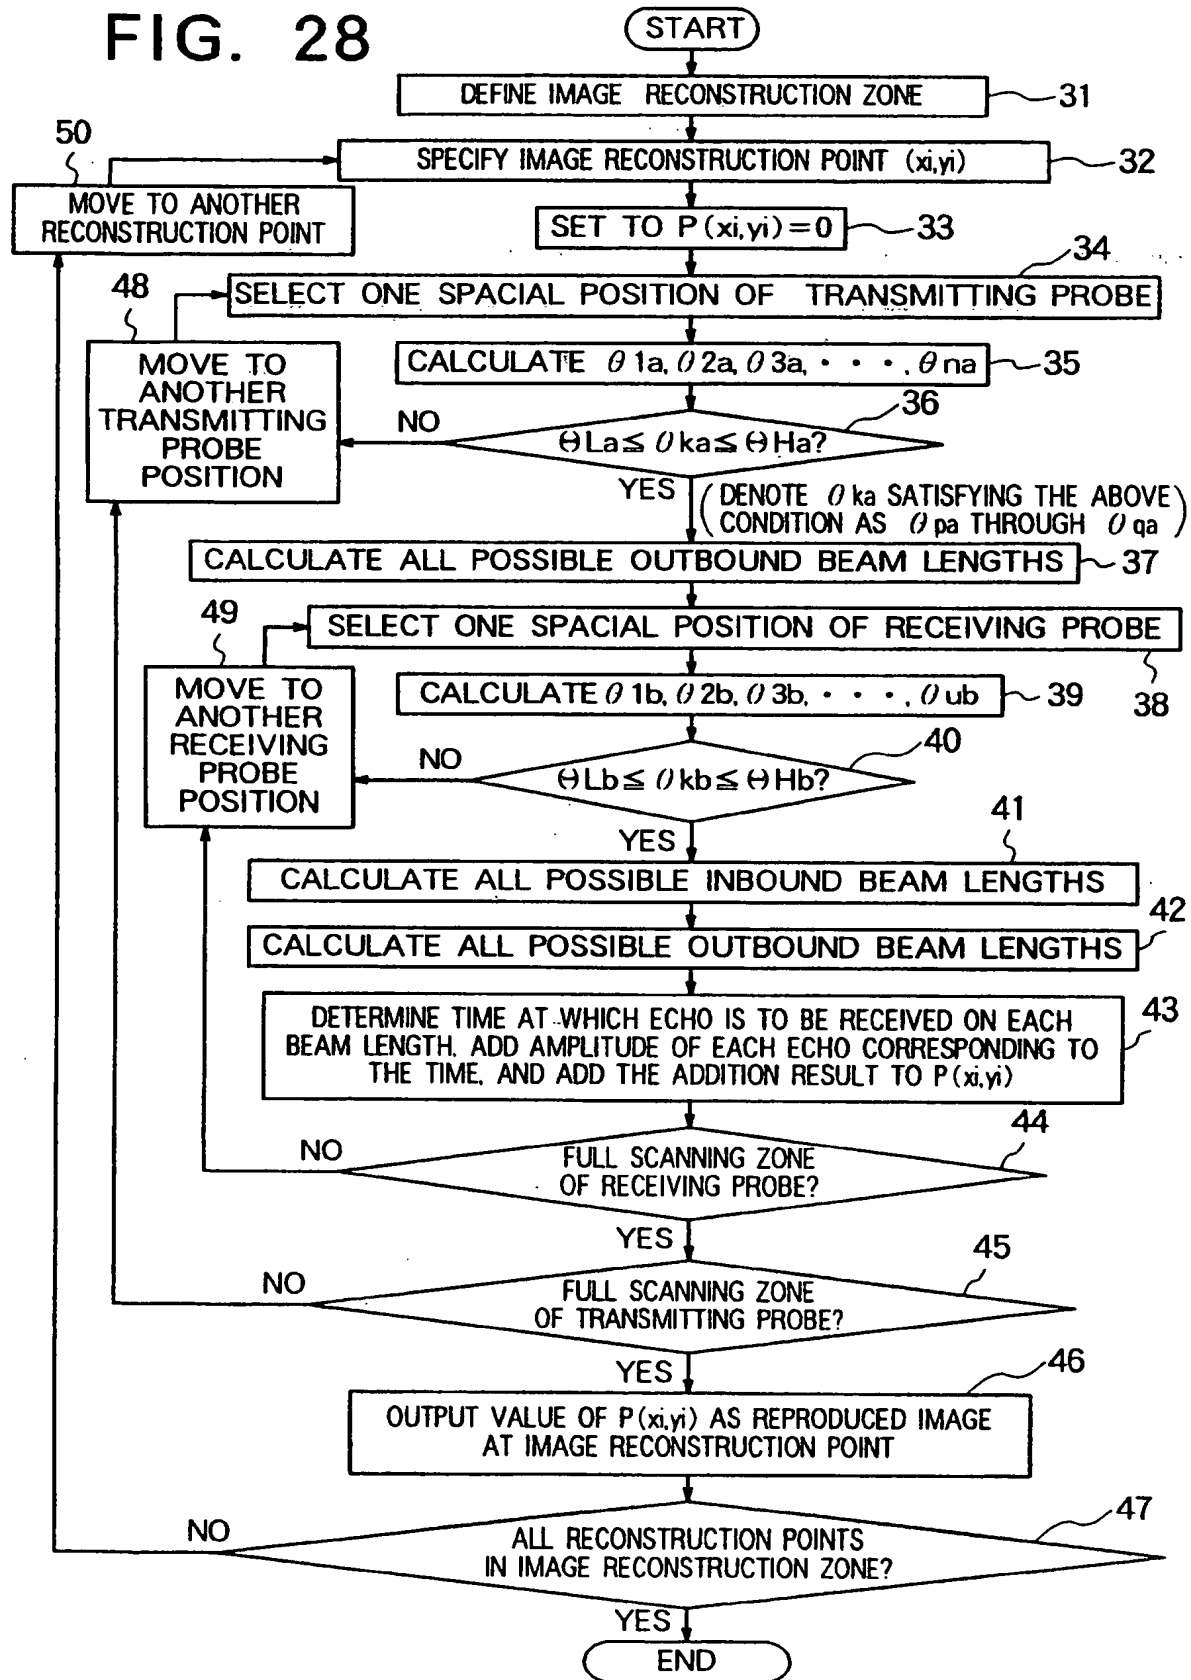 FIG. 28
START
DEFINE IMAGE RECONSTRUCTION ZONE
31
50
SPECIFY IMAGE RECONSTRUCTION POINT (xi,yi)
32
MOVE TO ANOTHER
RECONSTRUCTION POINT
SET TO P(xi,yi)=0
33
34
48
SELECT ONE SPACIAL POSITION OF TRANSMITTING PROBE
MOVE TO
ANOTHER
TRANSMITTING
PROBE
POSITION
CALCULATE θ1a, θ2a, θ3a, ･ ･ ･, θna
35
36
NO
ΘLa≦ θka≦ ΘHa?
YES
(DENOTE θka SATISFYING THE ABOVE
CONDITION AS θpa THROUGH θqa)
CALCULATE ALL POSSIBLE OUTBOUND BEAM LENGTHS
37
49
SELECT ONE SPACIAL POSITION OF RECEIVING PROBE
38
MOVE TO
ANOTHER
RECEIVING
PROBE
POSITION
CALCULATE θ1b, θ2b, θ3b, ･ ･ ･, θub
39
40
NO
ΘLb≦ θkb≦ ΘHb?
YES
41
CALCULATE ALL POSSIBLE INBOUND BEAM LENGTHS
42
CALCULATE ALL POSSIBLE OUTBOUND BEAM LENGTHS
43
DETERMINE TIME AT WHICH ECHO IS TO BE RECEIVED ON EACH
BEAM LENGTH, ADD AMPLITUDE OF EACH ECHO CORRESPONDING TO
THE TIME, AND ADD THE ADDITION RESULT TO P(xi,yi)
44
NO
FULL SCANNING ZONE
OF RECEIVING PROBE?
YES
45
NO
FULL SCANNING ZONE
OF TRANSMITTING PROBE?
YES
46
OUTPUT VALUE OF P(xi,yi) AS REPRODUCED IMAGE
AT IMAGE RECONSTRUCTION POINT
47
NO
ALL RECONSTRUCTION POINTS
IN IMAGE RECONSTRUCTION ZONE?
YES
END